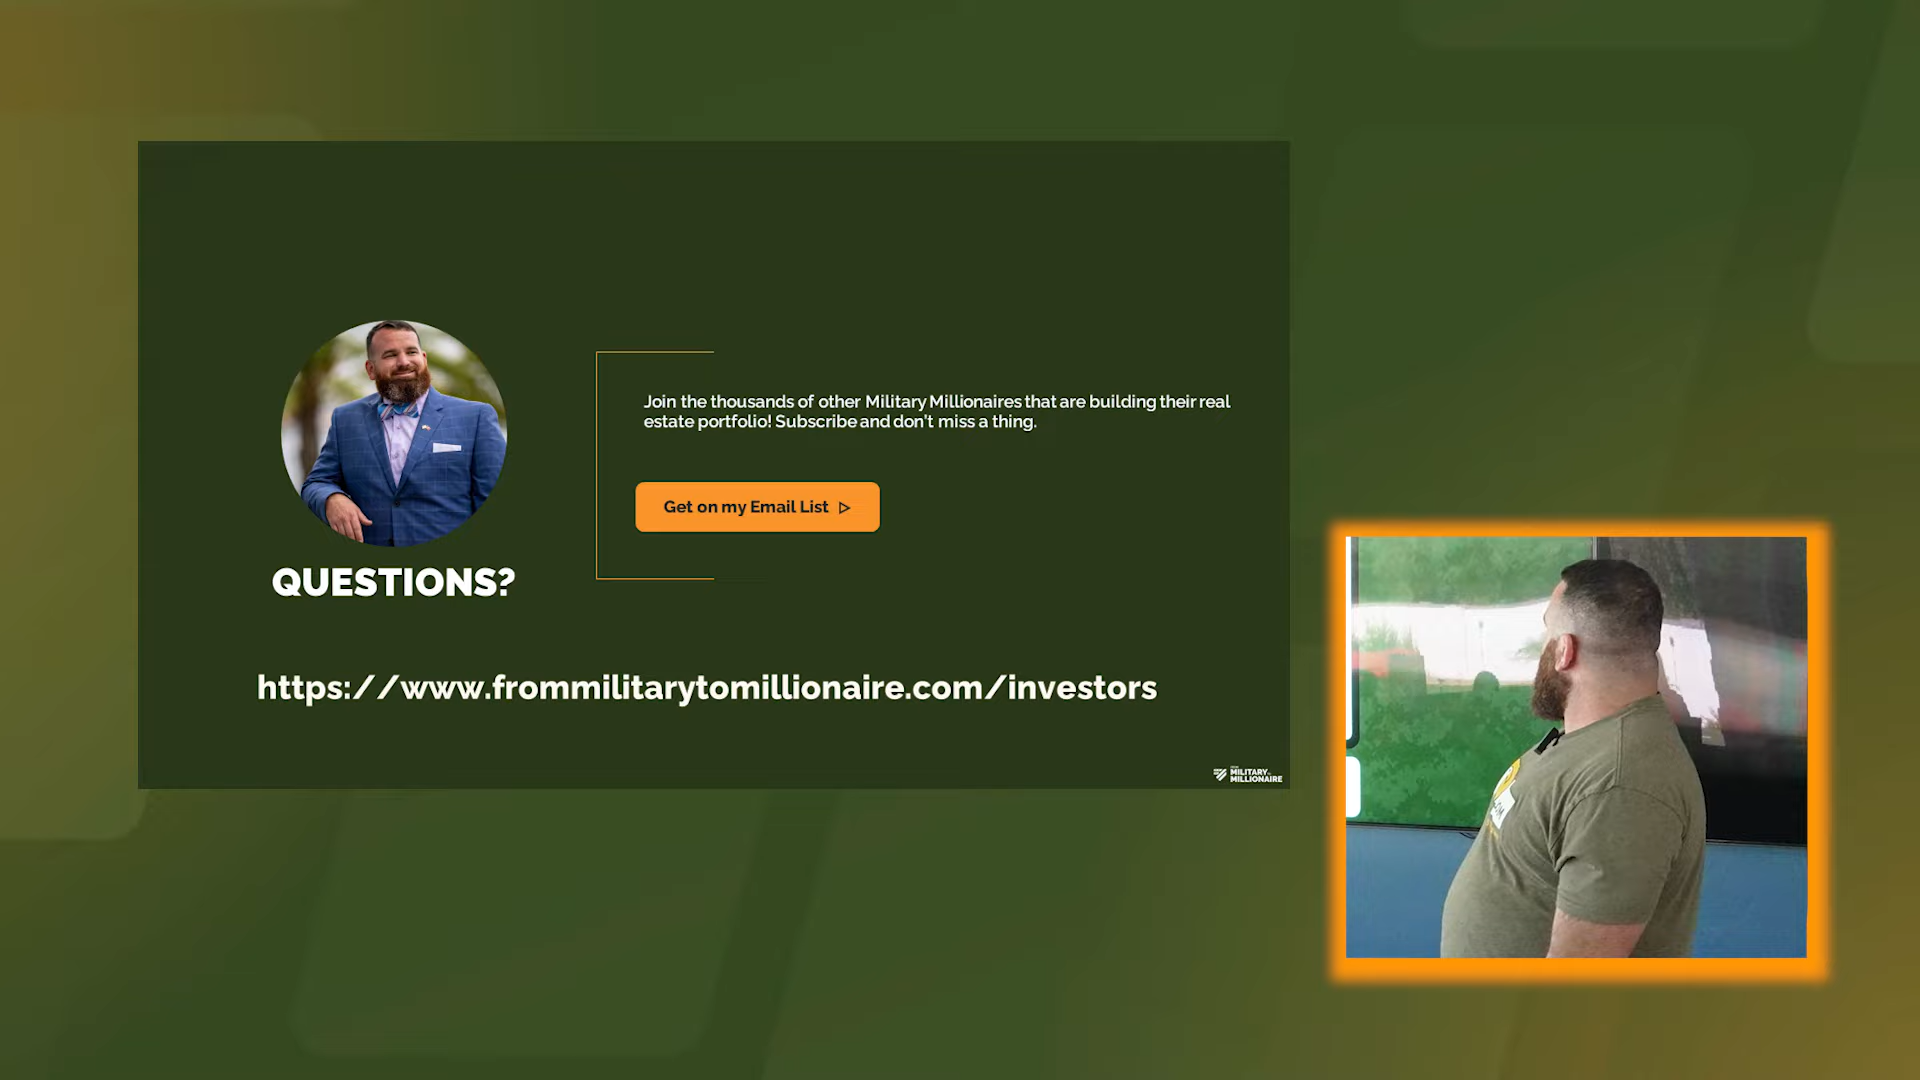 Join the thousands of other Military Millionaires that are building their real
estate portfolio! Subscribe and don't miss a thing.
Get on my Email List
QUESTIONS?
https://www.frommilitarytomillionaire.com/investors
MILITARY
MILLIONAIRE